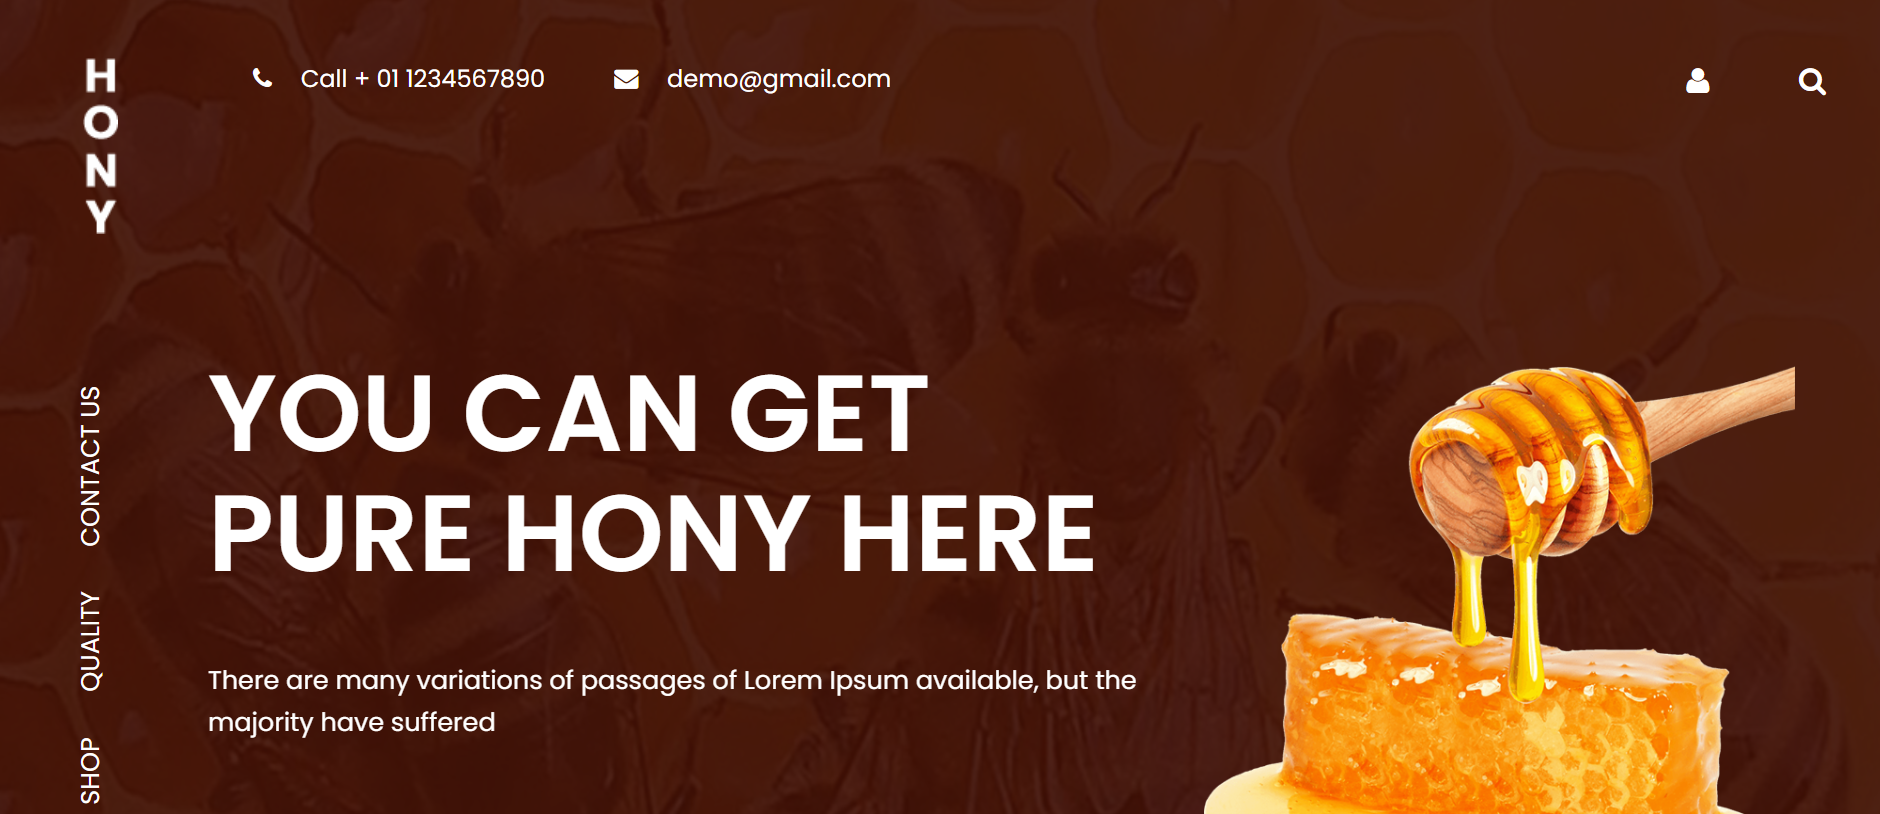 H
O
N
Y
Call + 01 1234567890
demo@gmail.com
YOU CAN GET
PURE HONY HERE
There are many variations of passages of Lorem Ipsum available, but the
majority have suffered
CONTACT US
QUALITY
SHOP